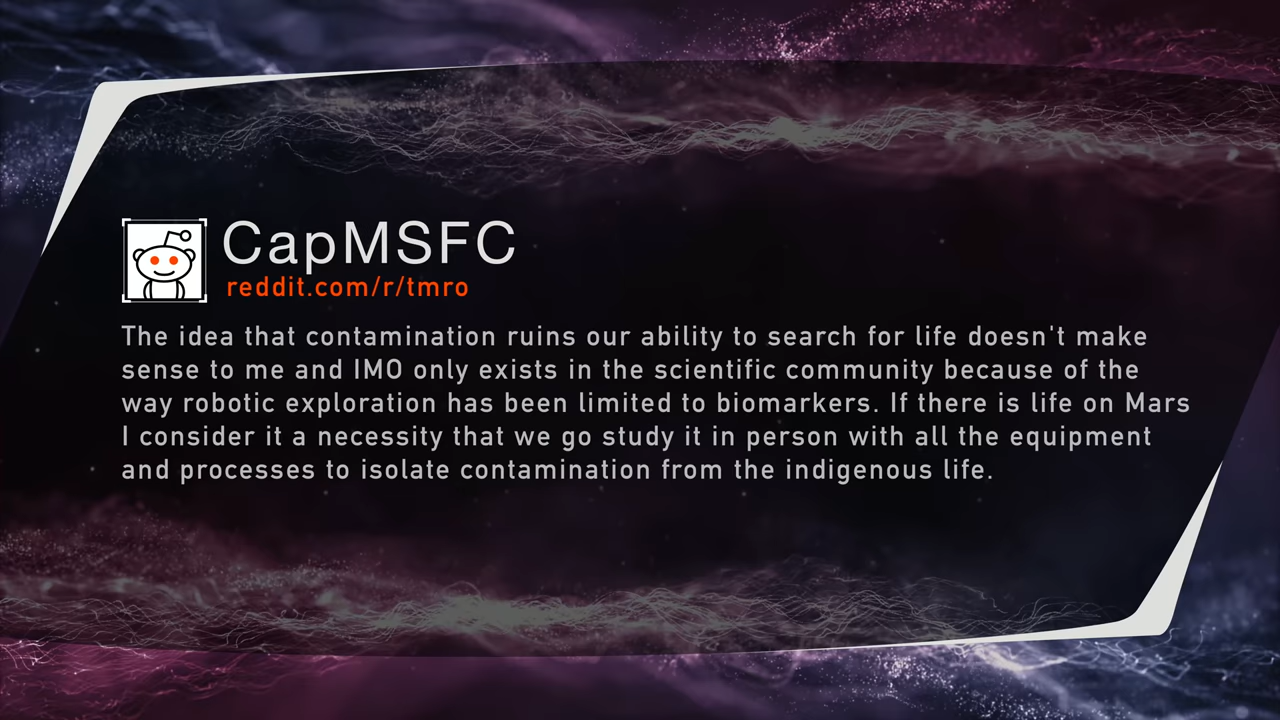 CapMSFC
reddit.com/r/tmro
The idea that contamination ruins our ability to search for life doesn't make
sense to me and IMO only exists in the scientific community because of the
way robotic exploration has been limited to biomarkers. If there is life on Mars
I consider it a necessity that we go study it in person with all the equipment
and processes to isolate contamination from the indigenous life.